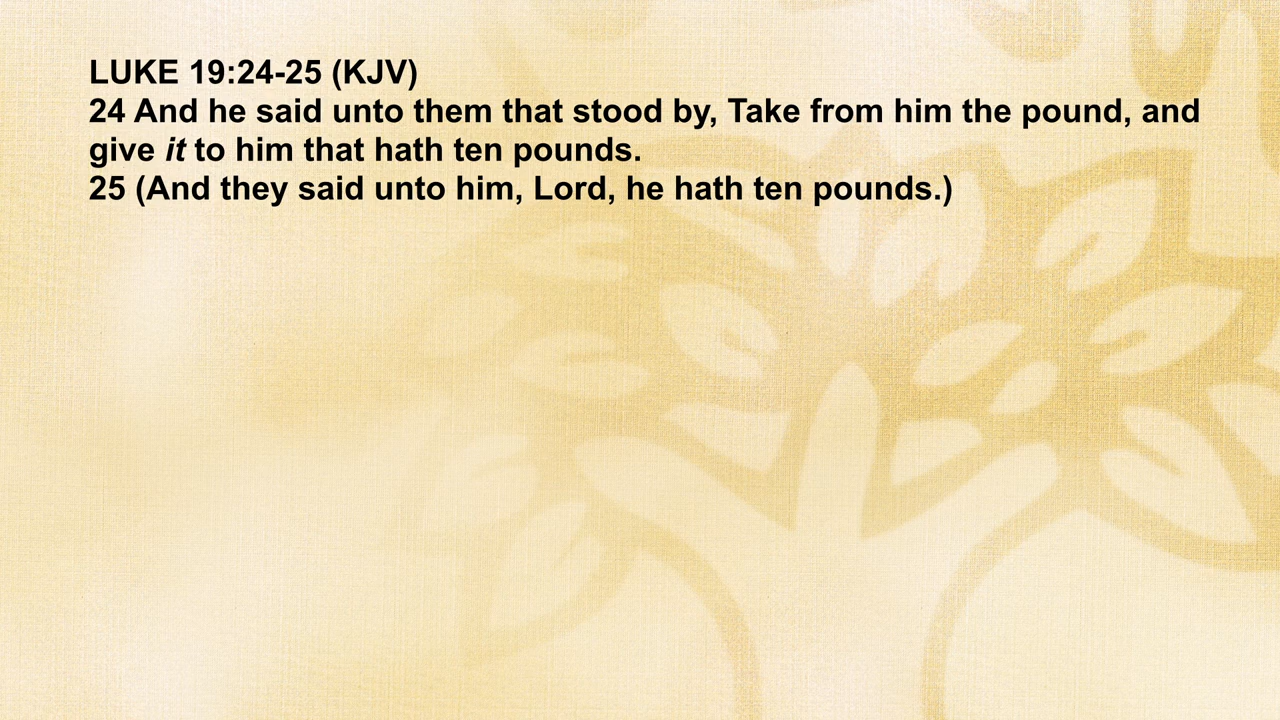 LUKE 19:24-25 (KJV)
24 And he said unto them that stood by, Take from him the pound, and
give it to him that hath ten pounds.
25 (And they said unto him, Lord, he hath ten pounds.)